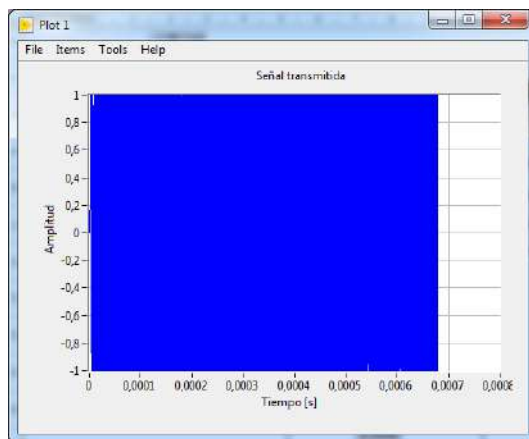 Plot 1
File Items Tools Help
Señal transmitida
1
0,8
0,6
0,4
0,2
0
-0,2
-0,4
-0,6
-0,8
-1
Amplitud
0 0,0001 0,0002 0,0003 0,0004 0,0005 0,0006 0,0007 0,0008
Tiempo [s]